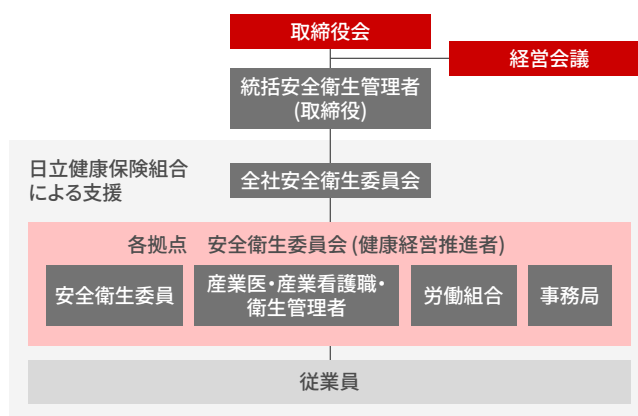 取締役会
経営会議
統括安全衛生管理者
(取締役)
日立健康保険組合
による支援
全社安全衛生委員会
各拠点　安全衛生委員会 (健康経営推進者)
安全衛生委員
産業医・産業看護職・
衛生管理者
労働組合
事務局
従業員